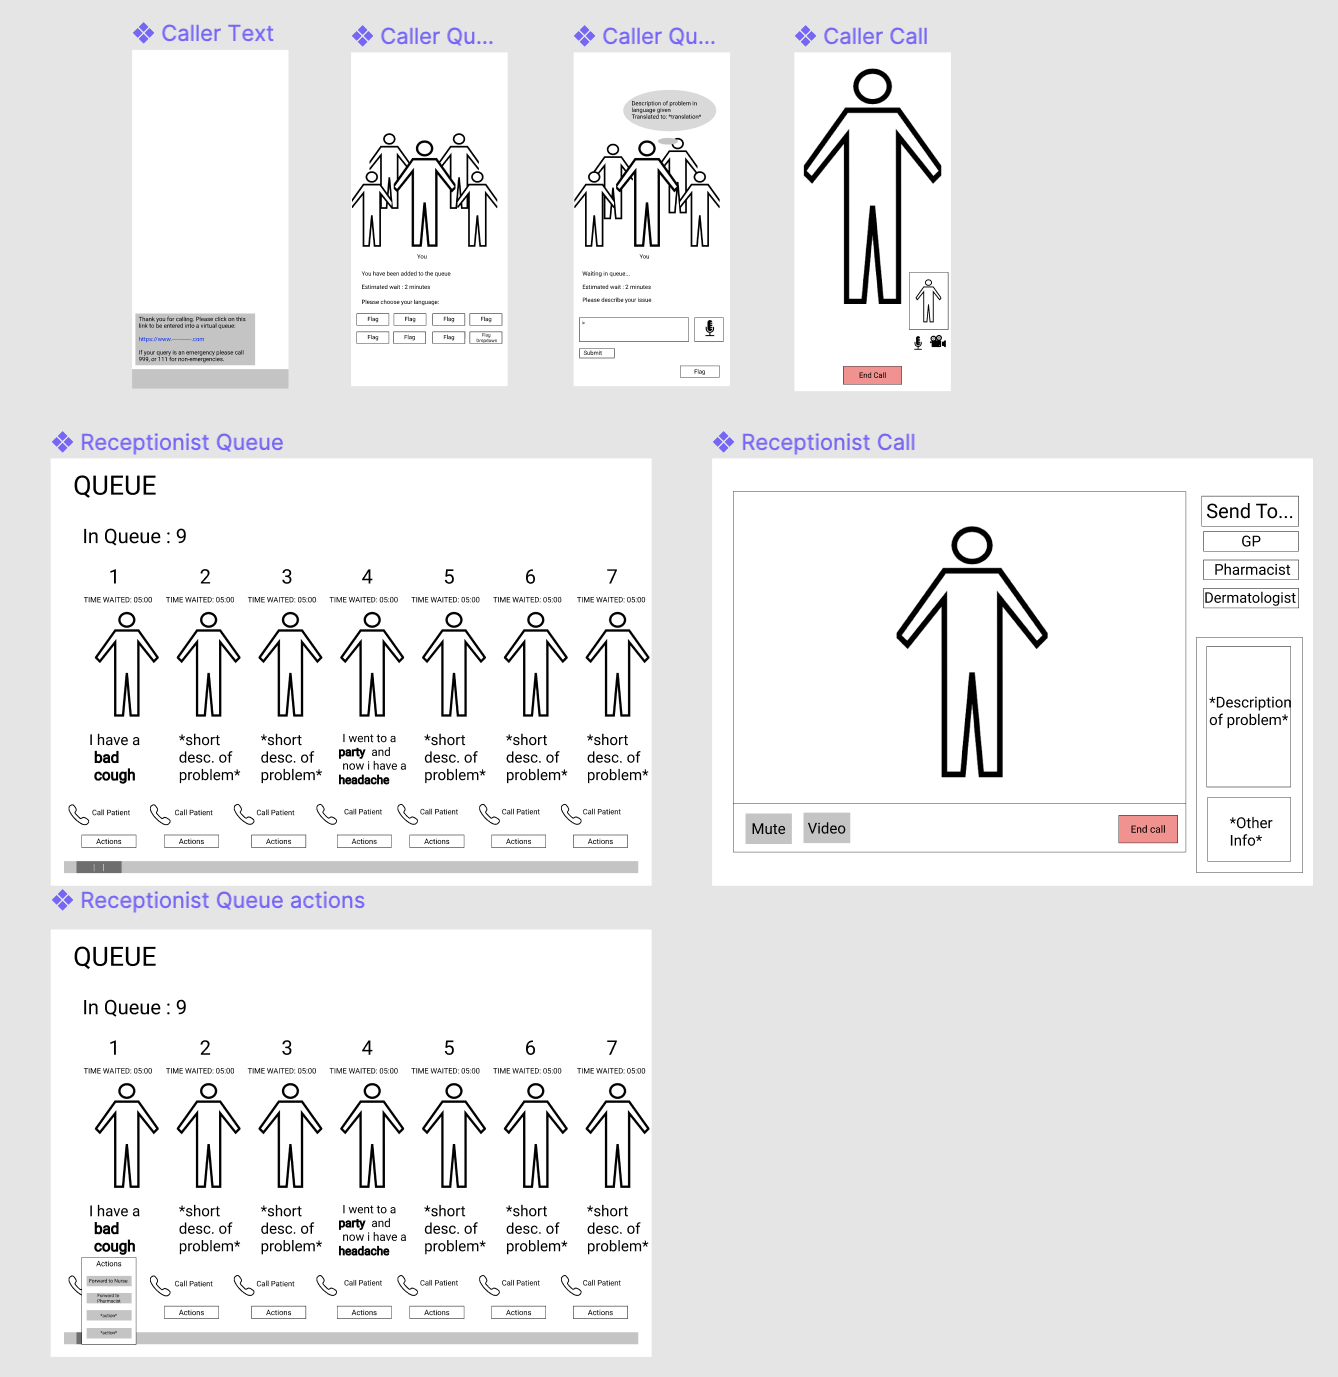 Caller Text
Caller Qu...
Caller Qu...
Caller Call
Thank you for calling. Please click on this
link to be entered into a virtual queue:
https://www.----------.com
If your query is an emergency please call
999, or 111 for non-emergencies.
You
You have been added to the queue
Estimated wait : 2 minutes
Please choose your language:
Flag
Flag
Flag
Flag
Flag
Flag
Flag
Flag
Dropdown
Description of problem in
language given
Translated to: *translation*
You
Waiting in queue...
Estimated wait : 2 minutes
Please describe your issue
>
Submit
Flag
End Call
Receptionist Queue
QUEUE
In Queue : 9
1 2 3 4 5 6 7
TIME WAITED: 05:00 TIME WAITED: 05:00 TIME WAITED: 05:00 TIME WAITED: 05:00 TIME WAITED: 05:00 TIME WAITED: 05:00 TIME WAITED: 05:00
I have a
bad
cough
*short
desc. of
problem*
*short
desc. of
problem*
I went to a
party and
now i have a
headache
*short
desc. of
problem*
*short
desc. of
problem*
*short
desc. of
problem*
Call Patient Call Patient Call Patient Call Patient Call Patient Call Patient Call Patient
Actions Actions Actions Actions Actions Actions Actions
Receptionist Call
Send To...
GP
Pharmacist
Dermatologist
*Description
of problem*
*Other
Info*
Mute
Video
End call
Receptionist Queue actions
QUEUE
In Queue : 9
1 2 3 4 5 6 7
TIME WAITED: 05:00 TIME WAITED: 05:00 TIME WAITED: 05:00 TIME WAITED: 05:00 TIME WAITED: 05:00 TIME WAITED: 05:00 TIME WAITED: 05:00
I have a
bad
cough
*short
desc. of
problem*
*short
desc. of
problem*
I went to a
party and
now i have a
headache
*short
desc. of
problem*
*short
desc. of
problem*
*short
desc. of
problem*
Actions
Forward to Nurse
Forward to
Pharmacist
*action*
*action*
Call Patient Call Patient Call Patient Call Patient Call Patient Call Patient
Actions Actions Actions Actions Actions Actions